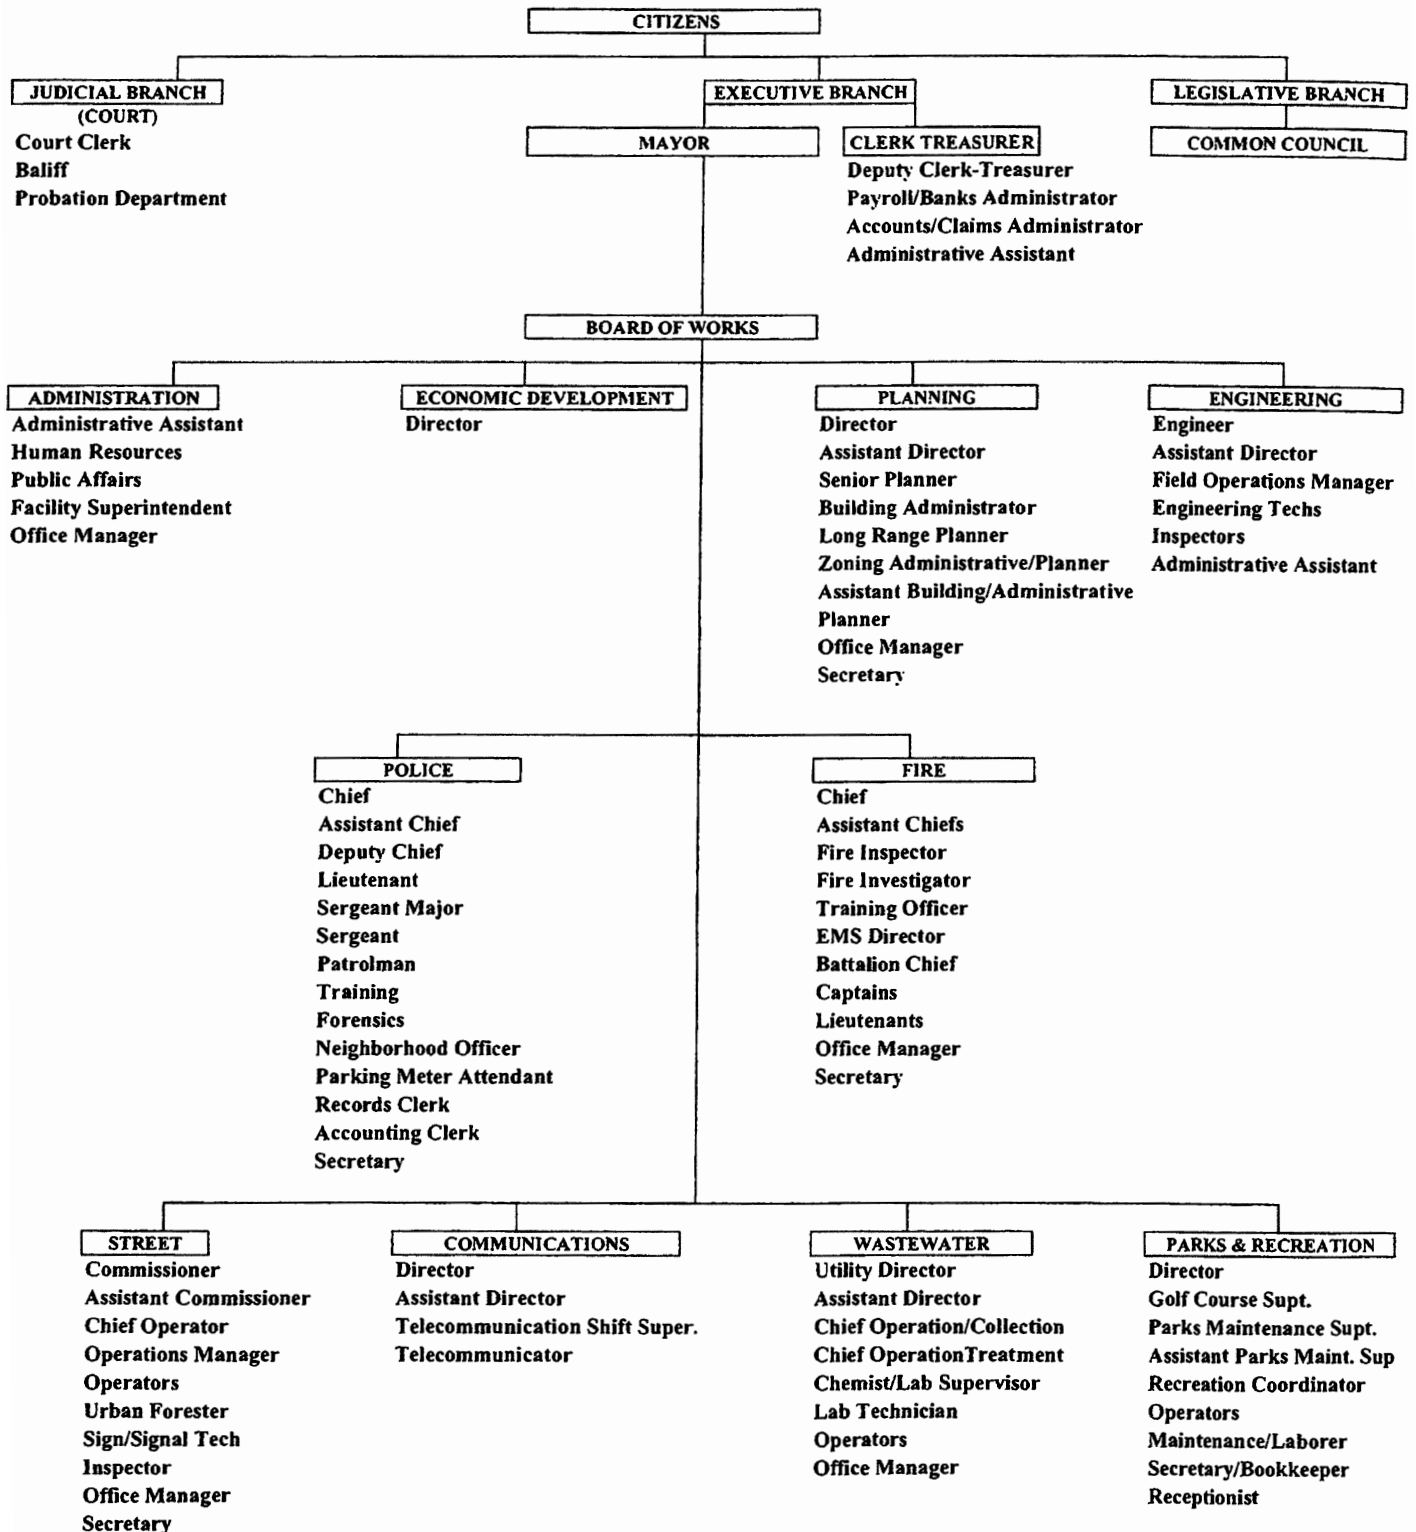 CITIZENS
JUDICIAL BRANCH
(COURT)
Court Clerk
Baliff
Probation Department
EXECUTIVE BRANCH
MAYOR
CLERK TREASURER
Deputy Clerk-Treasurer
Payroll/Banks Administrator
Accounts/Claims Administrator
Administrative Assistant
LEGISLATIVE BRANCH
COMMON COUNCIL
BOARD OF WORKS
ADMINISTRATION
Administrative Assistant
Human Resources
Public Affairs
Facility Superintendent
Office Manager
ECONOMIC DEVELOPMENT
Director
PLANNING
Director
Assistant Director
Senior Planner
Building Administrator
Long Range Planner
Zoning Administrative/Planner
Assistant Building/Administrative
Planner
Office Manager
Secretary
ENGINEERING
Engineer
Assistant Director
Field Operations Manager
Engineering Techs
Inspectors
Administrative Assistant
POLICE
Chief
Assistant Chief
Deputy Chief
Lieutenant
Sergeant Major
Sergeant
Patrolman
Training
Forensics
Neighborhood Officer
Parking Meter Attendant
Records Clerk
Accounting Clerk
Secretary
FIRE
Chief
Assistant Chiefs
Fire Inspector
Fire Investigator
Training Officer
EMS Director
Battalion Chief
Captains
Lieutenants
Office Manager
Secretary
STREET
Commissioner
Assistant Commissioner
Chief Operator
Operations Manager
Operators
Urban Forester
Sign/Signal Tech
Inspector
Office Manager
Secretary
COMMUNICATIONS
Director
Assistant Director
Telecommunication Shift Super.
Telecommunicator
WASTEWATER
Utility Director
Assistant Director
Chief Operation/Collection
Chief OperationTreatment
Chemist/Lab Supervisor
Lab Technician
Operators
Office Manager
PARKS & RECREATION
Director
Golf Course Supt.
Parks Maintenance Supt.
Assistant Parks Maint. Sup
Recreation Coordinator
Operators
Maintenance/Laborer
Secretary/Bookkeeper
Receptionist